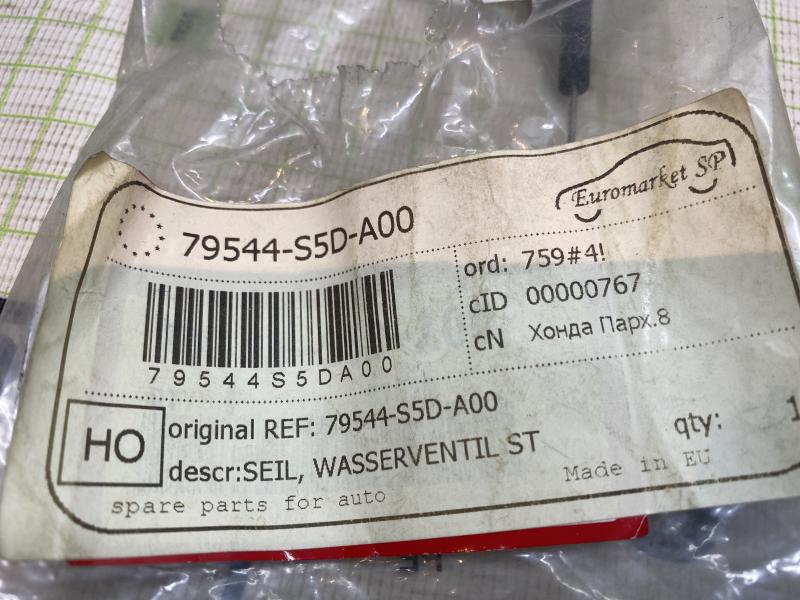 Euromarket SP
79544-S5D-A00
ord: 759#4!
cID 00000767
cN Хонда Парх.8
79544S5DA00
HO
original REF: 79544-S5D-A00
descr:SEIL, WASSERVENTIL ST
qty: 1
Made in EU
spare parts for auto